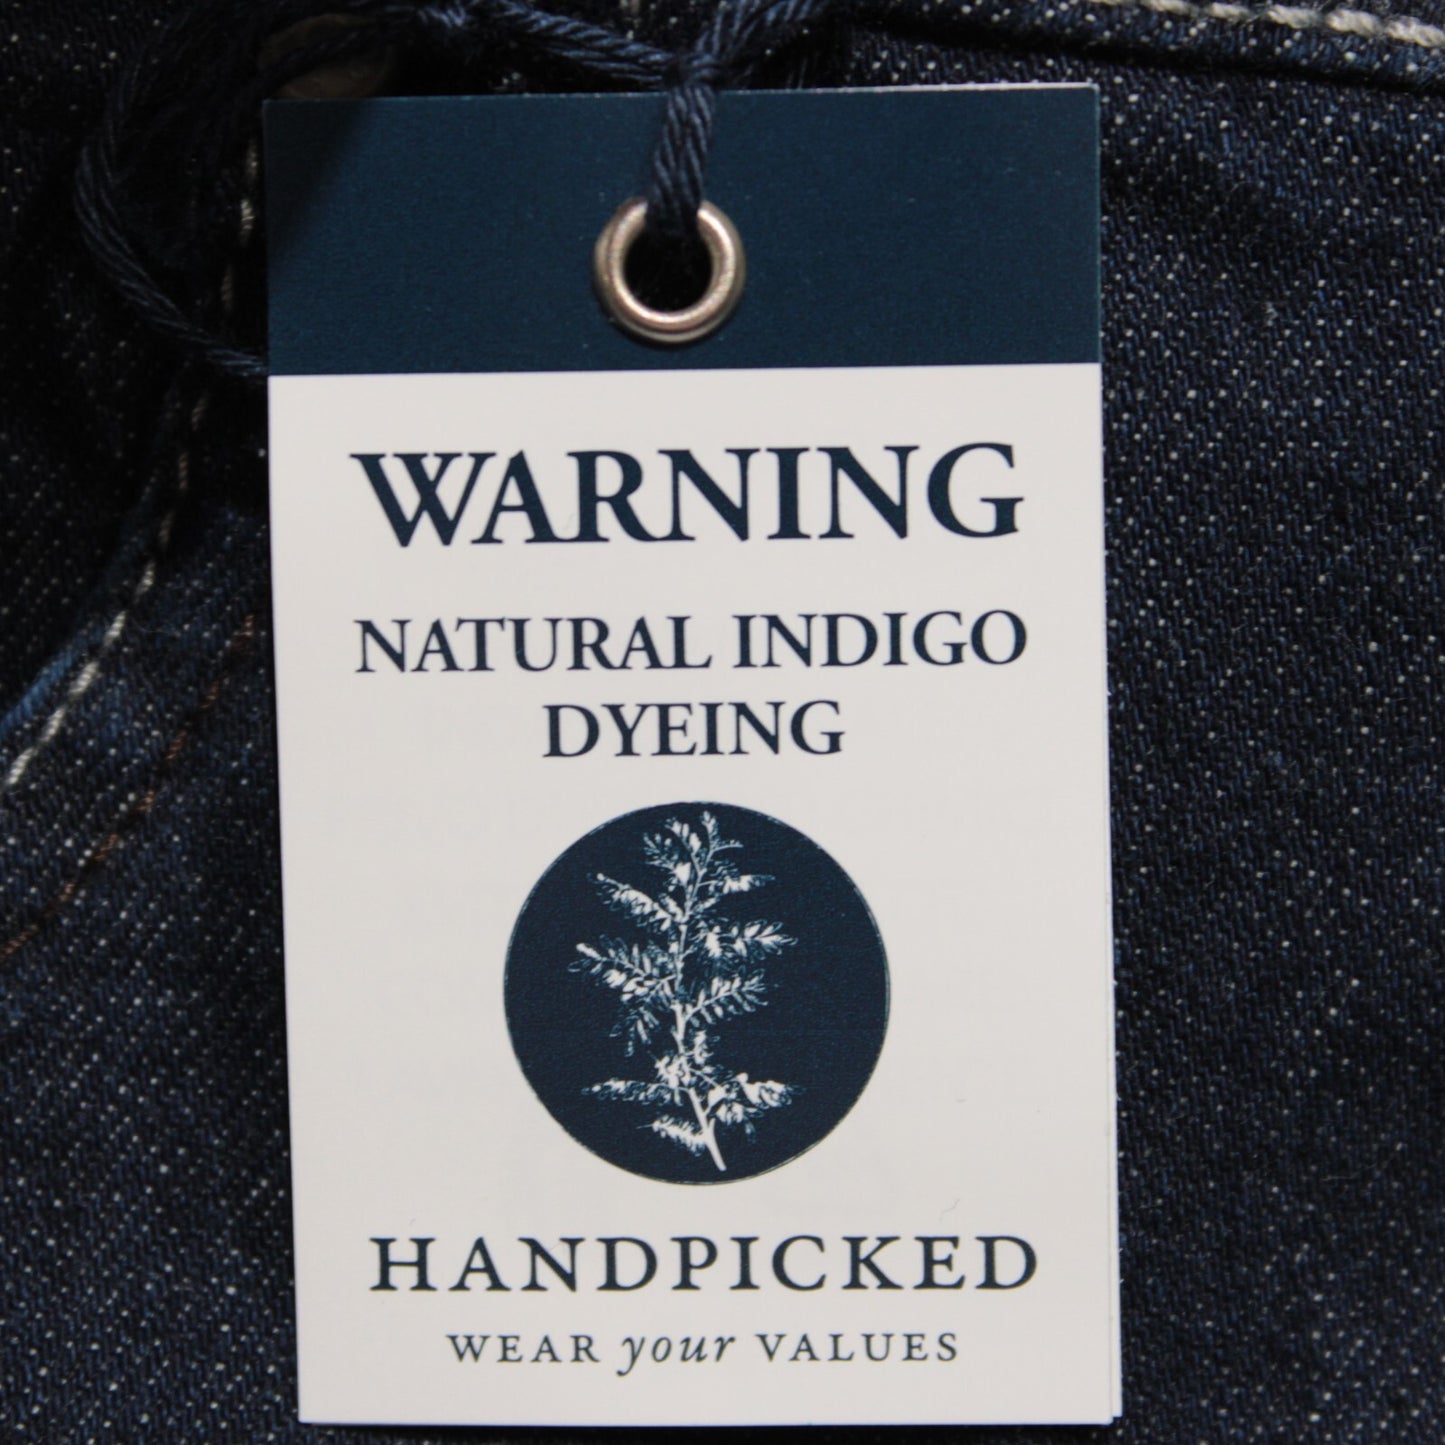 WARNING
NATURAL INDIGO
DYEING
HANDPICKED
WEAR your VALUES